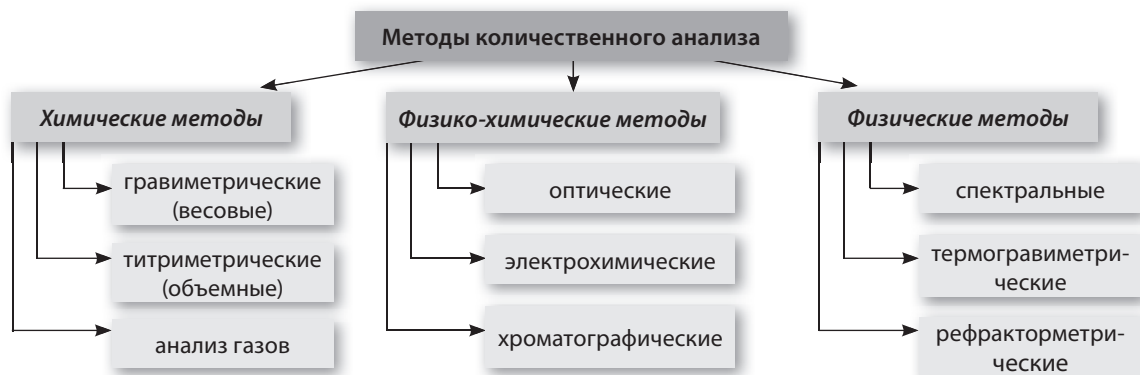 Методы количественного анализа
Химические методы
гравиметрические
(весовые)
титриметрические
(объемные)
анализ газов
Физико-химические методы
оптические
электрохимические
хроматографические
Физические методы
спектральные
термогравиметри-
ческие
рефракторметри-
ческие